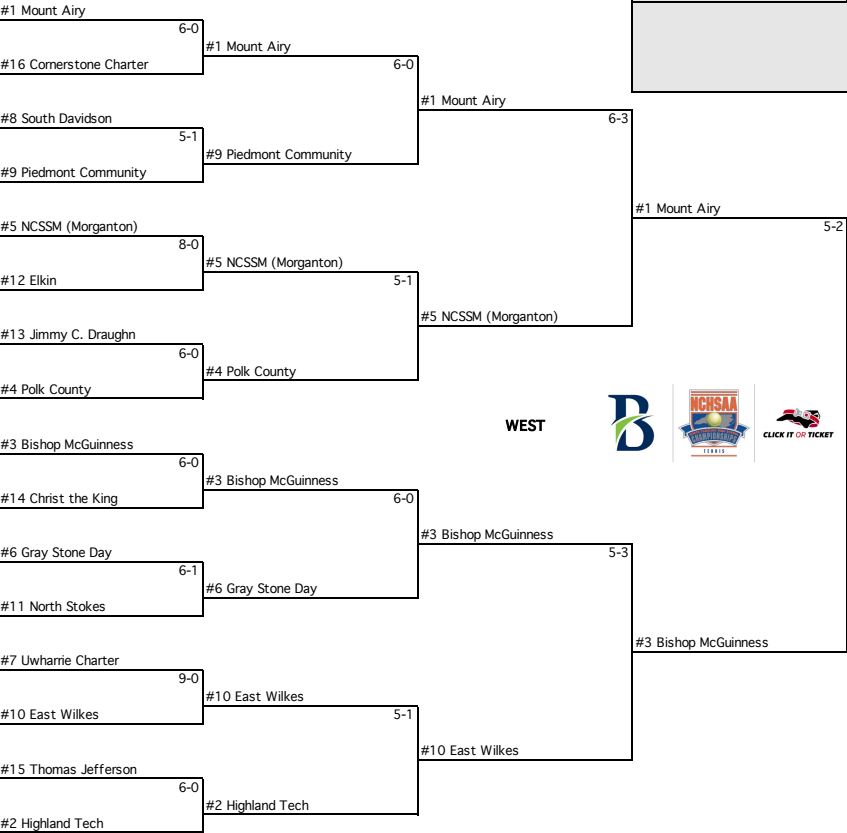 #1 Mount Airy
6-0
#1 Mount Airy
#16 Cornerstone Charter
6-0
#1 Mount Airy
#8 South Davidson
6-3
5-1
#9 Piedmont Community
#9 Piedmont Community
#1 Mount Airy
#5 NCSSM (Morganton)
5-2
8-0
#5 NCSSM (Morganton)
#12 Elkin
5-1
#5 NCSSM (Morganton)
#13 Jimmy C. Draughn
6-0
#4 Polk County
#4 Polk County
WEST
B
NCHSAA
CHAMPIONSHIPS
TENNIS
CLICK IT OR TICKET
#3 Bishop McGuinness
6-0
#3 Bishop McGuinness
#14 Christ the King
6-0
#3 Bishop McGuinness
#6 Gray Stone Day
5-3
6-1
#6 Gray Stone Day
#11 North Stokes
#3 Bishop McGuinness
#7 Uwharrie Charter
9-0
#10 East Wilkes
#10 East Wilkes
5-1
#10 East Wilkes
#15 Thomas Jefferson
6-0
#2 Highland Tech
#2 Highland Tech